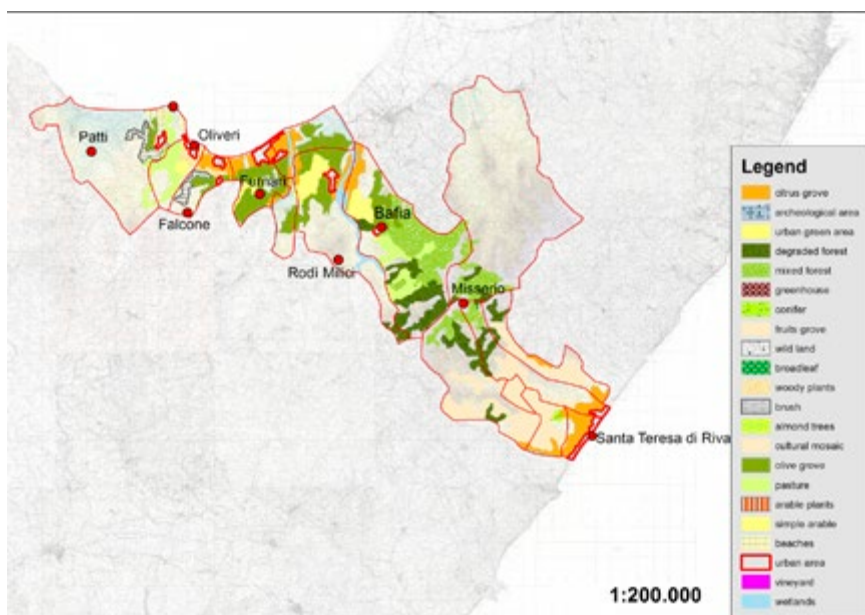 Patti
Oliveri
Furnari
Falcone
Bafia
Rodi Milici
Misserio
Santa Teresa di Riva
Legend
citrus grove
archeological area
urban green area
degraded forest
mixed forest
greenhouse
conifer
fruits grove
wild land
broadleaf
woody plants
brush
almond trees
cultural mosaic
olive grove
pasture
arable plants
simple arable
beaches
urban area
vineyard
wetlands
1:200.000